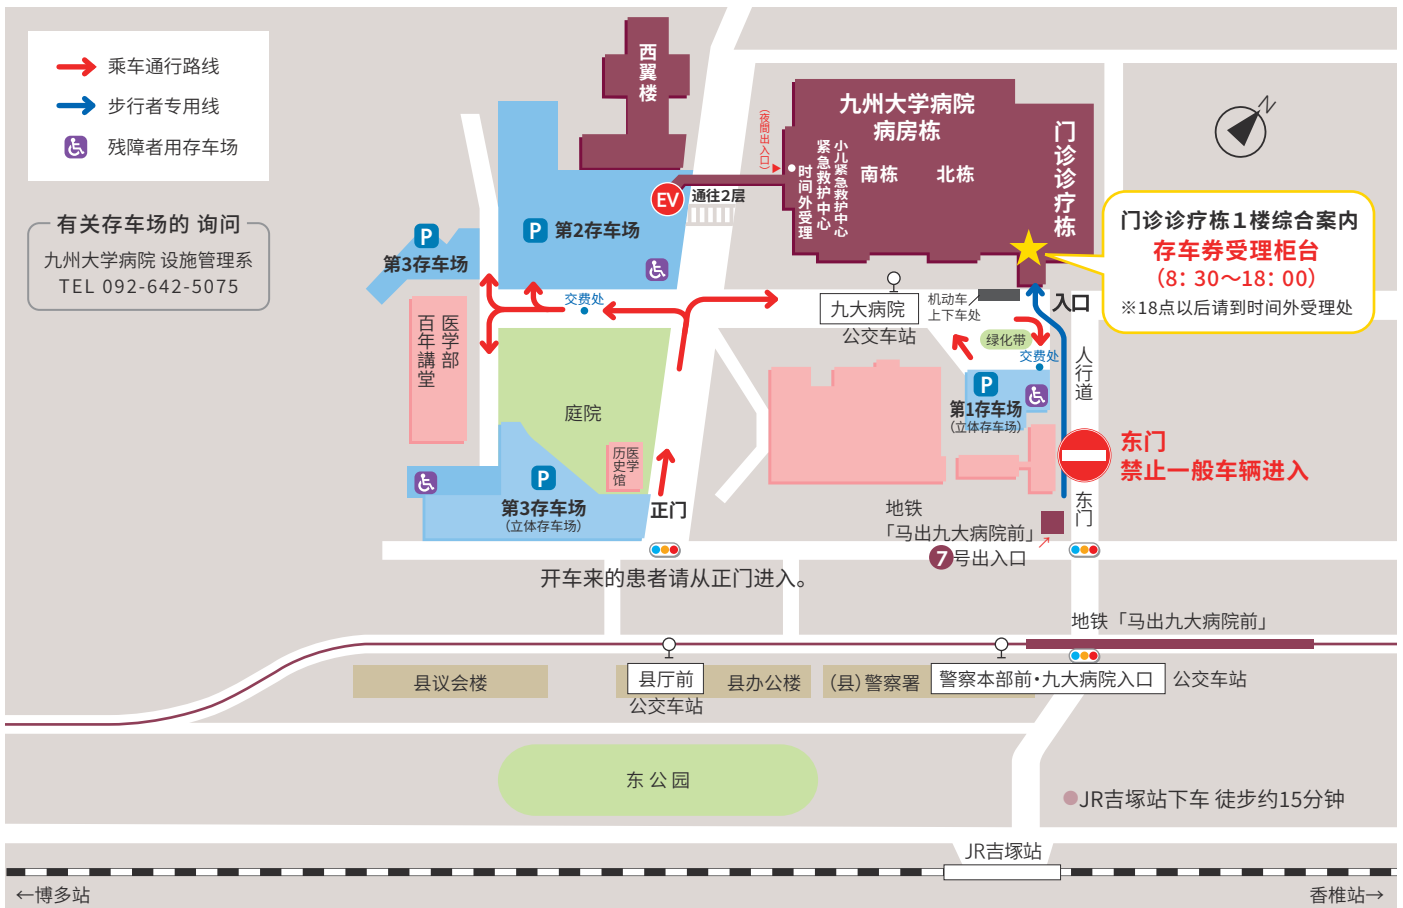 乘车通行路线
步行者专用线
残障者用存车场
有关存车场的 询问
九州大学病院 设施管理系
TEL 092-642-5075
西翼楼
九州大学病院
病房栋
南栋
北栋
门诊诊疗栋
小儿紧急救护中心
紧急救护中心
时间外受理
(夜間出入口)
EV
通往2层
N
门诊诊疗栋1楼综合案内
存车券受理柜台
(8：30～18：00)
※18点以后请到时间外受理处
P
第2存车场
P
第3存车场
交费处
医学部
百年講堂
庭院
医学
历史馆
P
第3存车场
(立体存车场)
正门
九大病院
公交车站
机动车
上下车处
入口
绿化带
交费处
P
第1存车场
(立体存车场)
人行道
东门
禁止一般车辆进入
东门
地铁
「马出九大病院前」
7号出入口
开车来的患者请从正门进入。
地铁「马出九大病院前」
县议会楼
县厅前
公交车站
县办公楼
(县)警察署
警察本部前·九大病院入口
公交车站
东公园
JR吉塚站下车 徒步约15分钟
JR吉塚站
←博多站
香椎站→